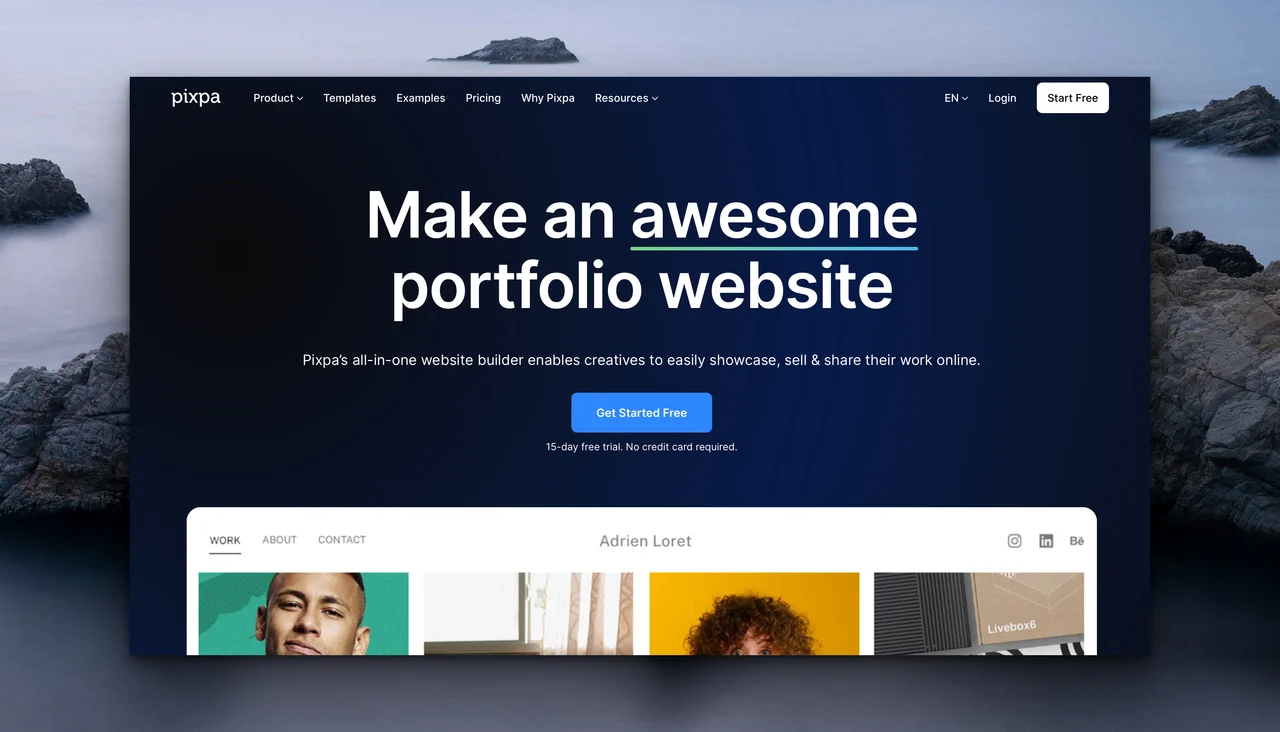 pixpa Product Templates Examples Pricing Why Pixpa Resources EN Login Start Free
Make an awesome
portfolio website
Pixpa's all-in-one website builder enables creatives to easily showcase, sell & share their work online.
Get Started Free
15-day free trial. No credit card required.
WORK ABOUT CONTACT Adrien Loret Bē
Livebox6